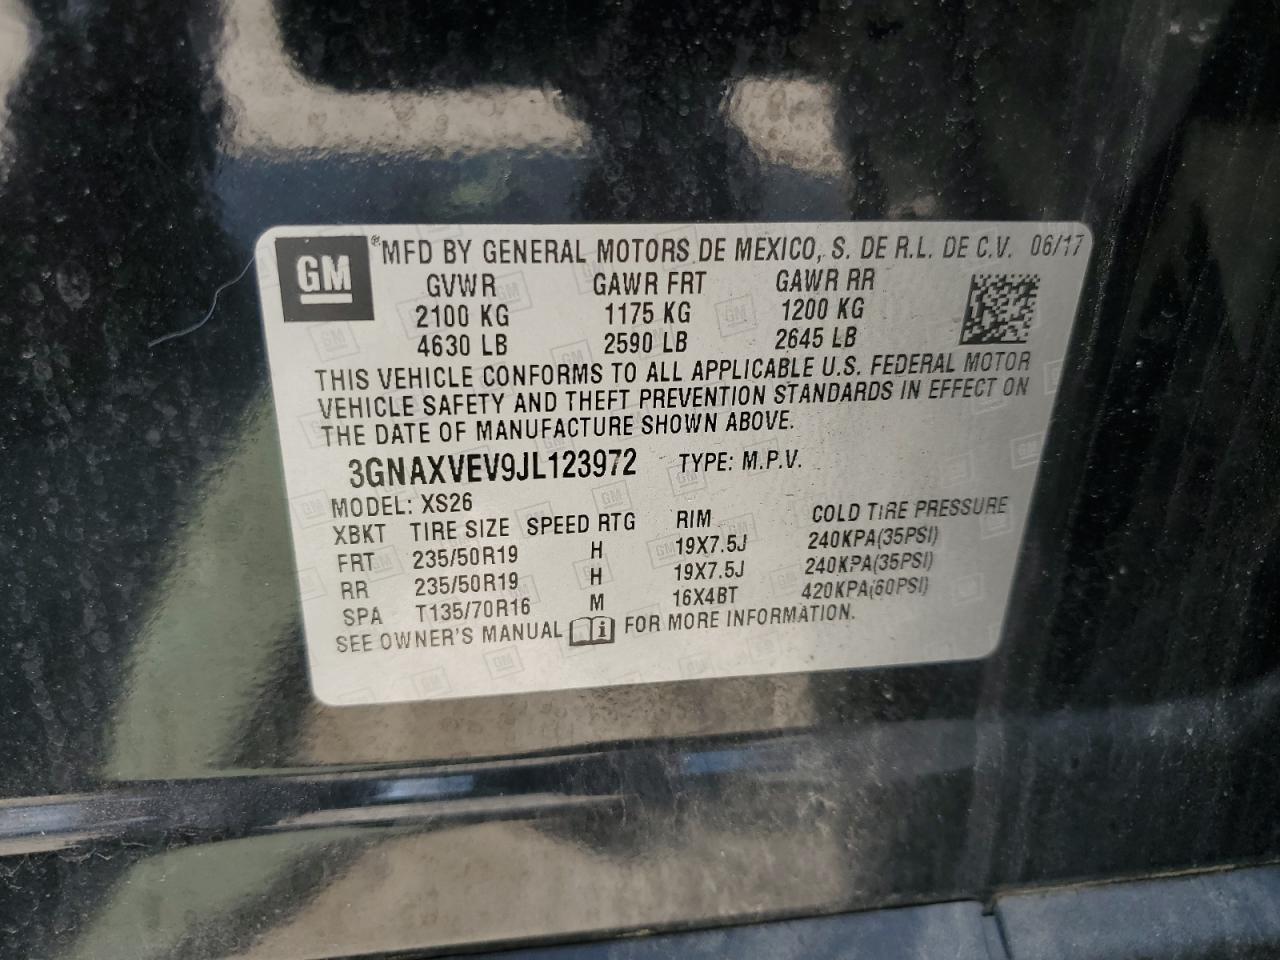 GM ® MFD BY GENERAL MOTORS DE MEXICO, S. DE R.L. DE C.V. 06/17
GVWR GAWR FRT GAWR RR
2100 KG 1175 KG 1200 KG
4630 LB 2590 LB 2645 LB
THIS VEHICLE CONFORMS TO ALL APPLICABLE U.S. FEDERAL MOTOR
VEHICLE SAFETY AND THEFT PREVENTION STANDARDS IN EFFECT ON
THE DATE OF MANUFACTURE SHOWN ABOVE.
3GNAXVEV9JL123972 TYPE: M.P.V.
MODEL: XS26
XBKT TIRE SIZE SPEED RTG RIM COLD TIRE PRESSURE
FRT 235/50R19 H 19X7.5J 240KPA(35PSI)
RR 235/50R19 H 19X7.5J 240KPA(35PSI)
SPA T135/70R16 M 16X4BT 420KPA(60PSI)
SEE OWNER'S MANUAL FOR MORE INFORMATION.